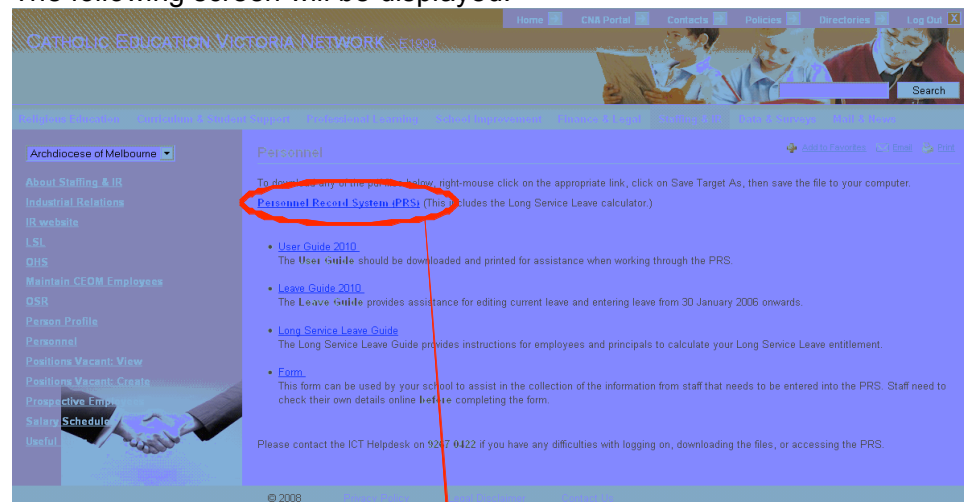 The following screen will be displayed.
Home CNA Portal Contacts Policies Directories Log Out X
CATHOLIC EDUCATION VICTORIA NETWORK
Search
Religious Education Curriculum & Student Support Professional Learning School Improvement Finance & Legal Staffing & IR Data & Surveys Mail & News
Archdiocese of Melbourne
Personnel
Add to Favorites Email Print
About Staffing & IR
Industrial Relations
IR website
LSL
OHS
Maintain CEOM Employees
OSR
Person Profile
Personnel
Positions Vacant: View
Positions Vacant: Create
Prospective
Salary Schedule
Useful
To download any of the below, right-mouse click on the appropriate link, click on Save Target As, then save the file to your computer.
Personnel Record System (PRS) (This includes the Long Service Leave calculator.)
• User Guide 2010
The User Guide should be downloaded and printed for assistance when working through the PRS.
• Leave Guide 2010
The Leave Guide provides assistance for editing current leave and entering leave from 30 January 2006 onwards.
• Long Service Leave Guide
The Long Service Leave Guide provides instructions for employees and principals to calculate your Long Service Leave entitlement.
• Form
This form can be used by your school to assist in the collection of the information from staff that needs to be entered into the PRS. Staff need to
check their own details online before completing the form.
Please contact the ICT Helpdesk on 9267 0422 if you have any difficulties with logging on, downloading the files, or accessing the PRS.
© 2008 Privacy Policy Legal Disclaimer Contact Us